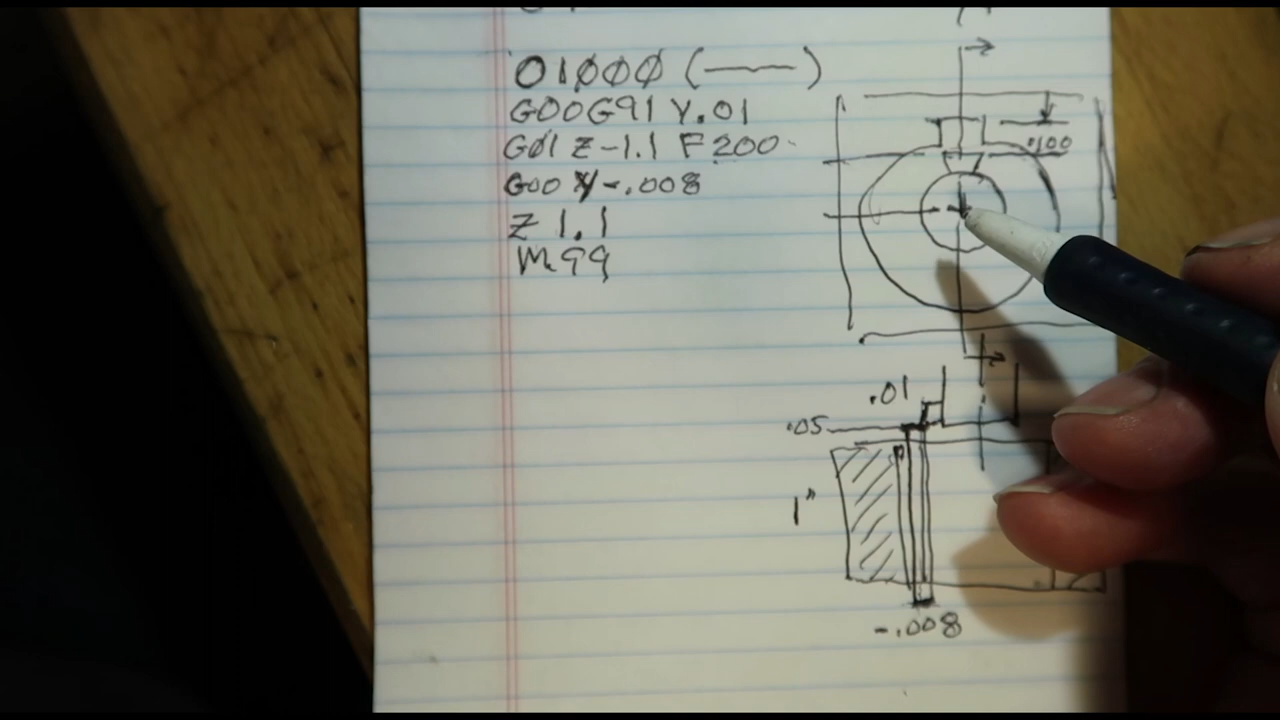 O1000 (——)
G00G91 Y.01
G01 Z-1.1 F200.
G00 Y-.008
Z 1.1
M99
.100
.01
.05
1"
-.008